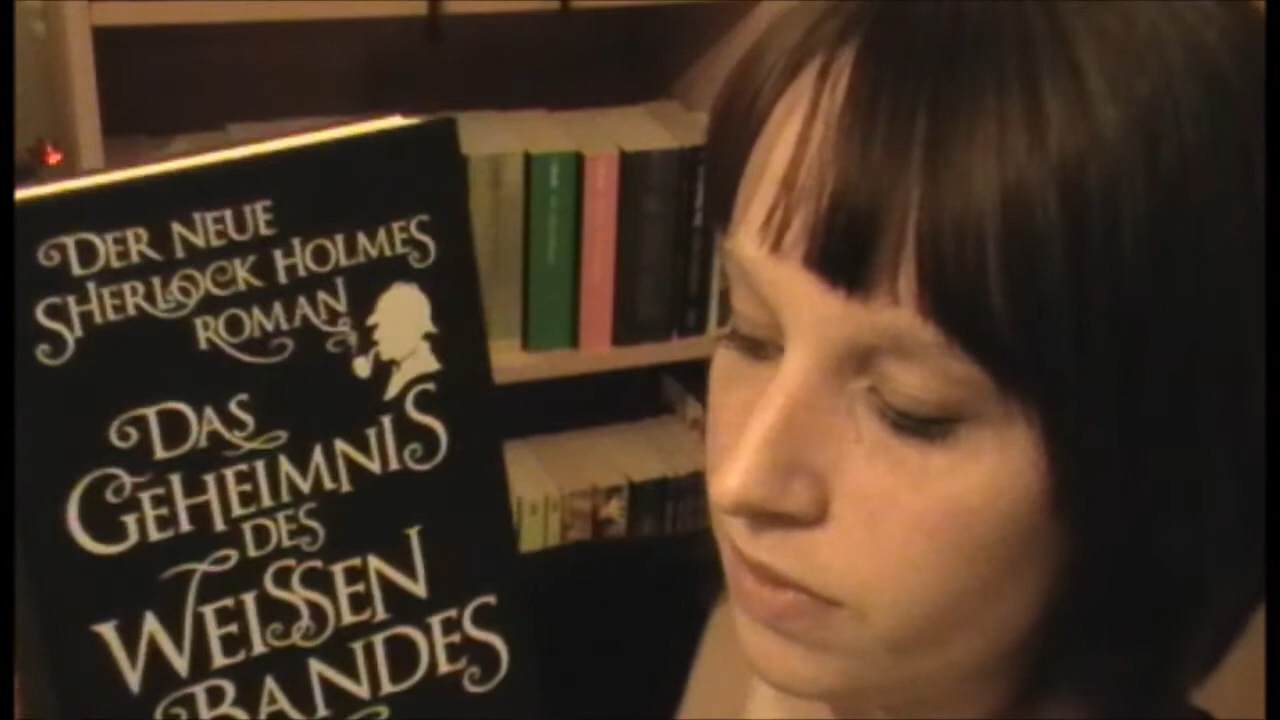 DER NEUE
SHERLOCK HOLMES
ROMAN
DAS
GEHEIMNIS
DES
WEISSEN
BANDES